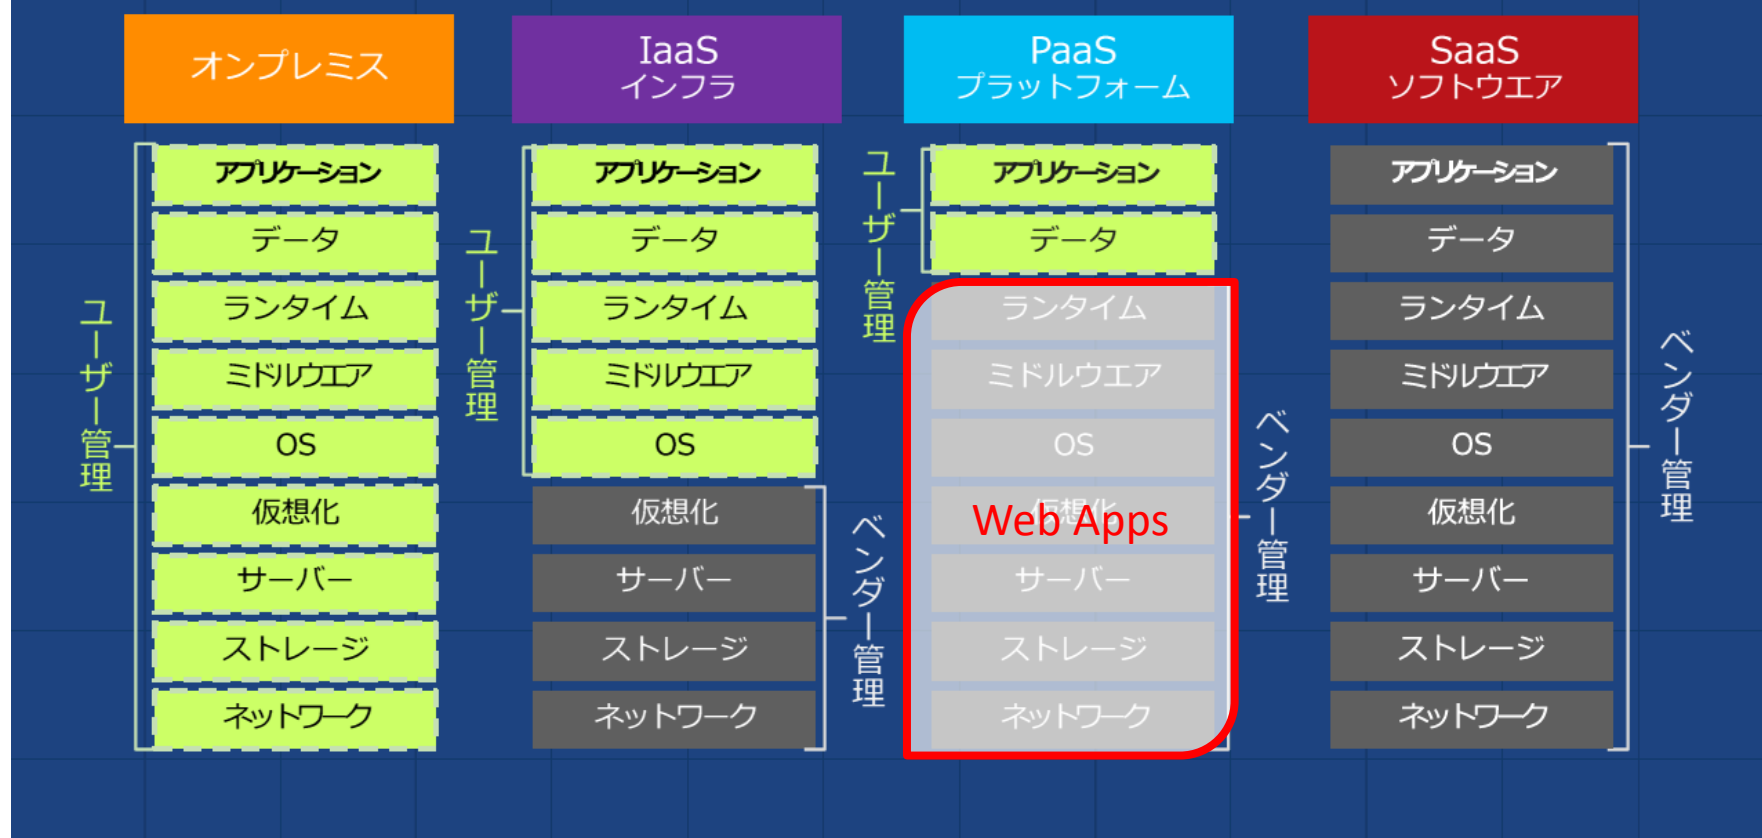 オンプレミス
ユーザー管理
アプリケーション
データ
ランタイム
ミドルウエア
OS
仮想化
サーバー
ストレージ
ネットワーク
IaaS
インフラ
ユーザー管理
アプリケーション
データ
ランタイム
ミドルウエア
OS
仮想化
サーバー
ストレージ
ネットワーク
ベンダー管理
PaaS
プラットフォーム
ユーザー管理
アプリケーション
データ
ランタイム
ミドルウエア
OS
仮想化
Web Apps
サーバー
ストレージ
ネットワーク
ベンダー管理
SaaS
ソフトウエア
アプリケーション
データ
ランタイム
ミドルウエア
OS
仮想化
サーバー
ストレージ
ネットワーク
ベンダー管理